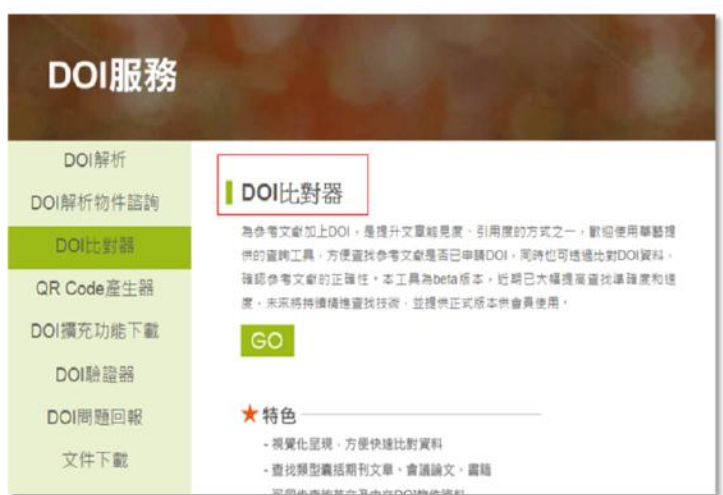 DOI服務
DOI解析
DOI解析物件諮詢
DOI比對器
QR Code產生器
DOI擴充功能下載
DOI驗證器
DOI問題回報
文件下載
DOI比對器
為參考文獻加上DOI，是提升文章能見度、引用度的方式之一，歡迎使用華藝提
供的查詢工具，方便查找參考文獻是否已申請DOI，同時也可透過比對DOI資料，
確認參考文獻的正確性。本工具為beta版本，近期已大幅提高查找準確度和速
度，未來將持續精進查找技術，並提供正式版本供會員使用。
GO
特色
- 視覺化呈現，方便快速比對資料
- 查找類型囊括期刊文章、會議論文、書籍